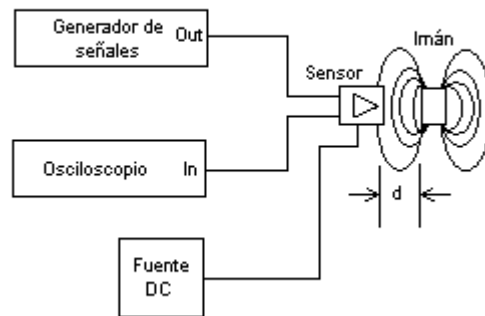 Generador de
señales
Out
Sensor
Imán
Osciloscopio
In
d
Fuente
DC